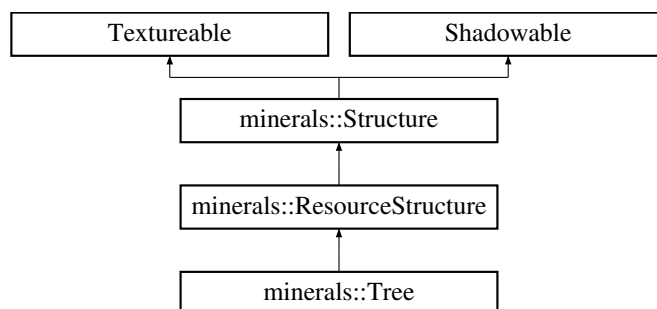 Textureable
Shadowable
minerals::Structure
minerals::ResourceStructure
minerals::Tree